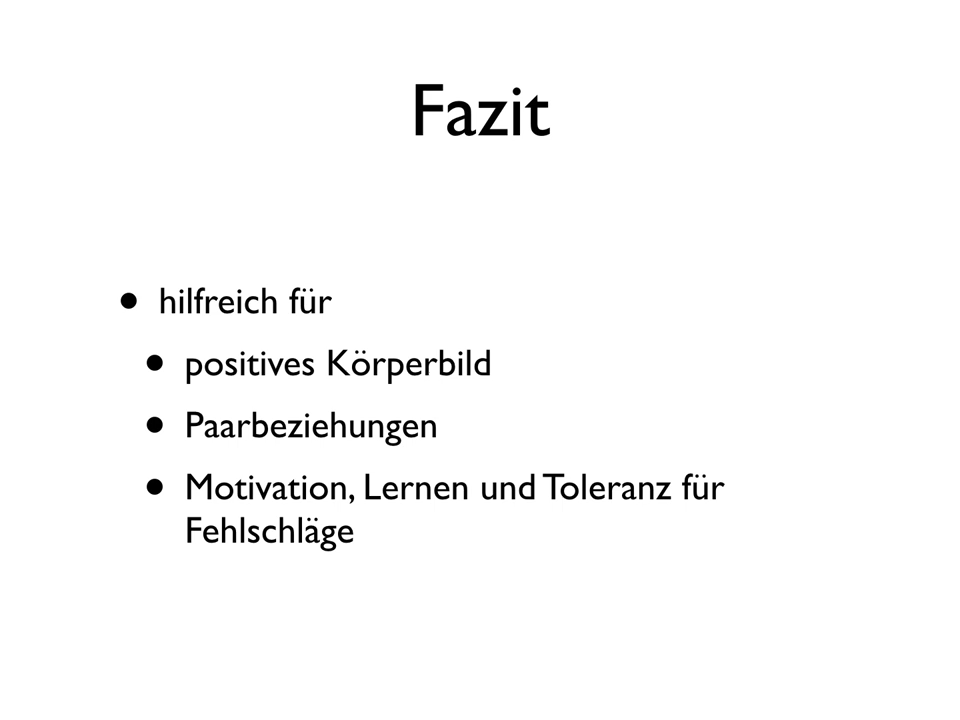 Fazit
• hilfreich für
• positives Körperbild
• Paarbeziehungen
• Motivation, Lernen und Toleranz für
Fehlschläge